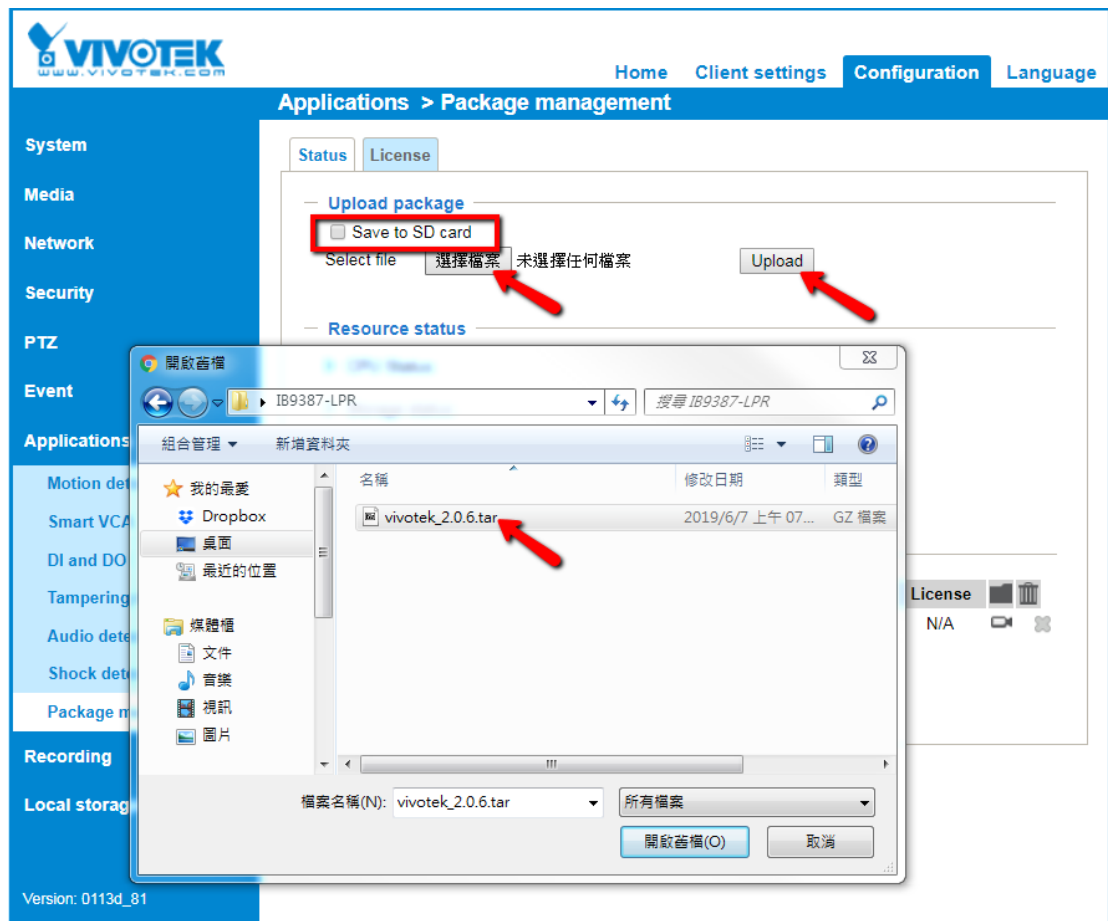 VIVOTEK
www.vivotek.com
Home Client settings Configuration Language
Applications > Package management
System
Media
Network
Security
PTZ
Event
Applications
Motion det
Smart VCA
DI and DO
Tampering
Audio dete
Shock dete
Package m
Recording
Local storag
Version: 0113d_81
Status License
Upload package
Save to SD card
Select file 選擇檔案 未選擇任何檔案 Upload
Resource status
CPU Status
開啟舊檔
IB9387-LPR 搜尋 IB9387-LPR
組合管理 新增資料夾
我的最愛
Dropbox
桌面
最近的位置
媒體櫃
文件
音樂
視訊
圖片
名稱 修改日期 類型
vivotek_2.0.6.tar 2019/6/7 上午 07... GZ 檔案
檔案名稱(N): vivotek_2.0.6.tar 所有檔案
開啟舊檔(O) 取消
License
N/A